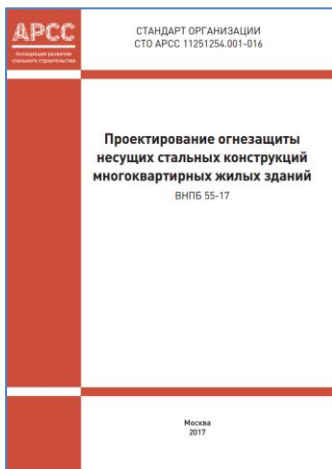 АРСС
Ассоциация развития
стального строительства
СТАНДАРТ ОРГАНИЗАЦИИ
СТО АРСС 11251254.001-016
Проектирование огнезащиты
несущих стальных конструкций
многоквартирных жилых зданий
ВНПБ 55-17
Москва
2017